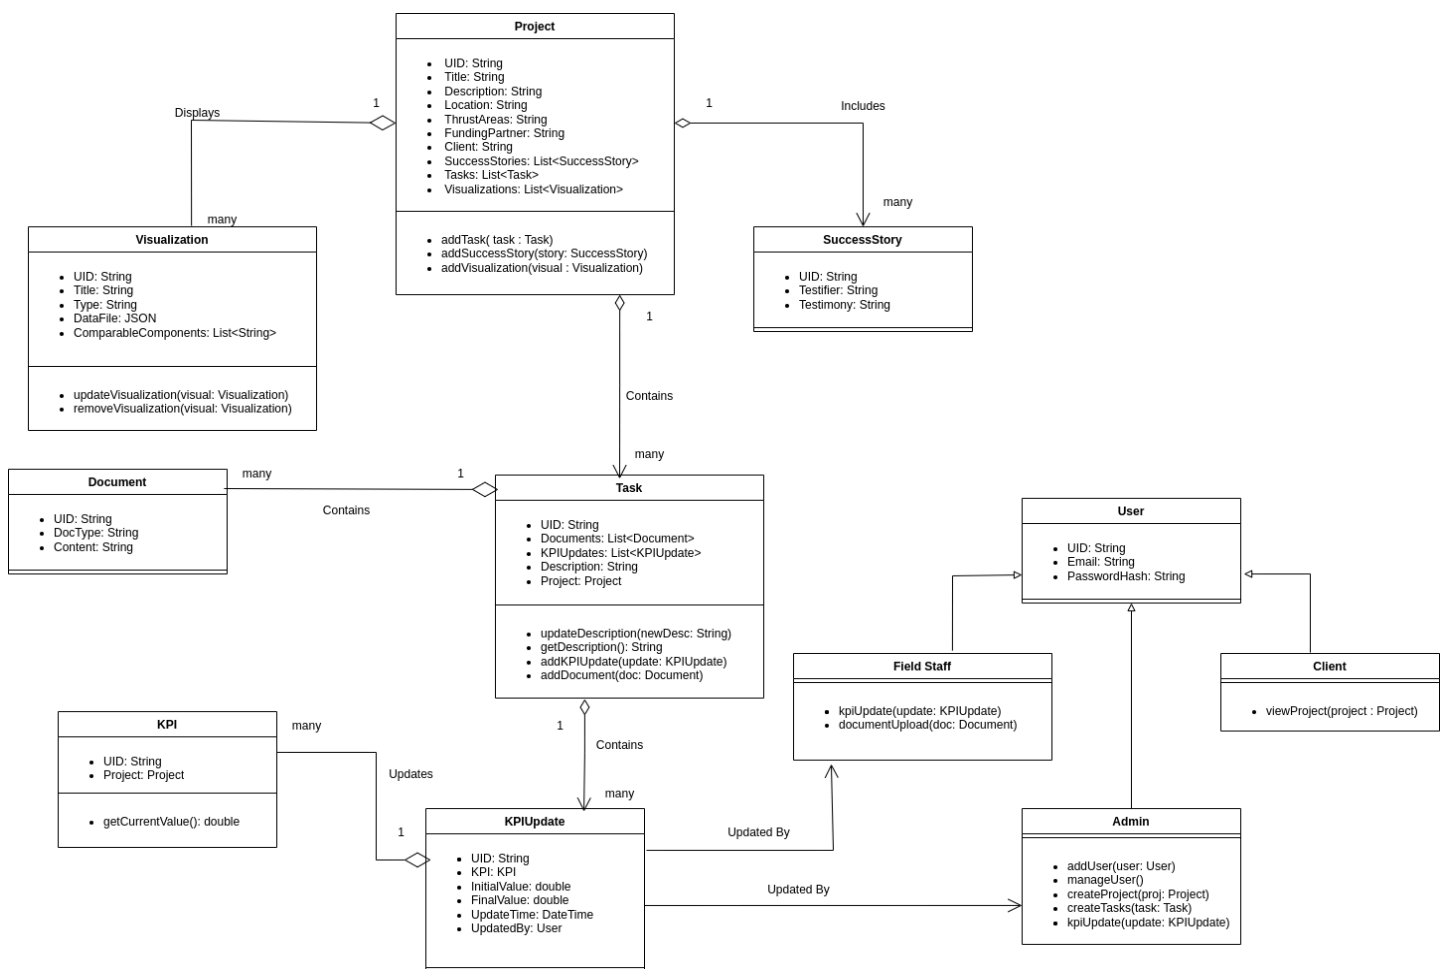 Project
UID: String
Title: String
Description: String
Location: String
ThrustAreas: String
FundingPartner: String
Client: String
SuccessStories: List<SuccessStory>
Tasks: List<Task>
Visualizations: List<Visualization>
addTask( task : Task)
addSuccessStory(story: SuccessStory)
addVisualization(visual : Visualization)
1
Displays
many
1
Includes
many
Visualization
UID: String
Title: String
Type: String
DataFile: JSON
ComparableComponents: List<String>
updateVisualization(visual: Visualization)
removeVisualization(visual: Visualization)
SuccessStory
UID: String
Testifier: String
Testimony: String
1
Contains
many
Document
UID: String
DocType: String
Content: String
many
1
Contains
Task
UID: String
Documents: List<Document>
KPIUpdates: List<KPIUpdate>
Description: String
Project: Project
updateDescription(newDesc: String)
getDescription(): String
addKPIUpdate(update: KPIUpdate)
addDocument(doc: Document)
User
UID: String
Email: String
PasswordHash: String
Field Staff
kpiUpdate(update: KPIUpdate)
documentUpload(doc: Document)
Client
viewProject(project : Project)
KPI
UID: String
Project: Project
getCurrentValue(): double
many
Updates
1
1
Contains
many
KPIUpdate
UID: String
KPI: KPI
InitialValue: double
FinalValue: double
UpdateTime: DateTime
UpdatedBy: User
Updated By
Updated By
Admin
addUser(user: User)
manageUser()
createProject(proj: Project)
createTasks(task: Task)
kpiUpdate(update: KPIUpdate)